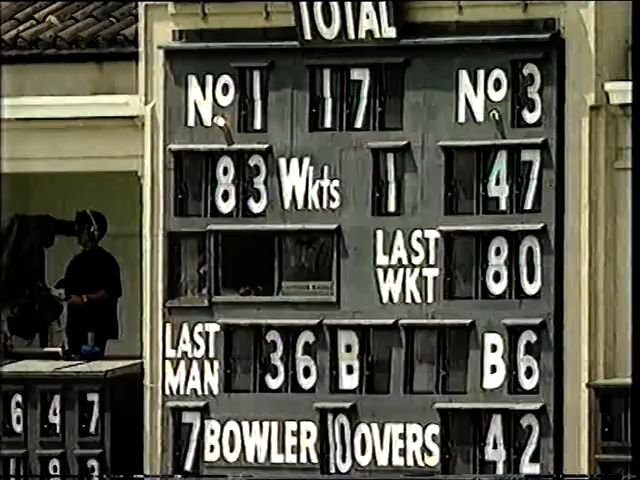 TOTAL
No 1 17 No 3
83 Wkts 1 47
LAST WKT 80
LAST MAN 36 B B6
7 BOWLER 10 OVERS 42
6 4 7